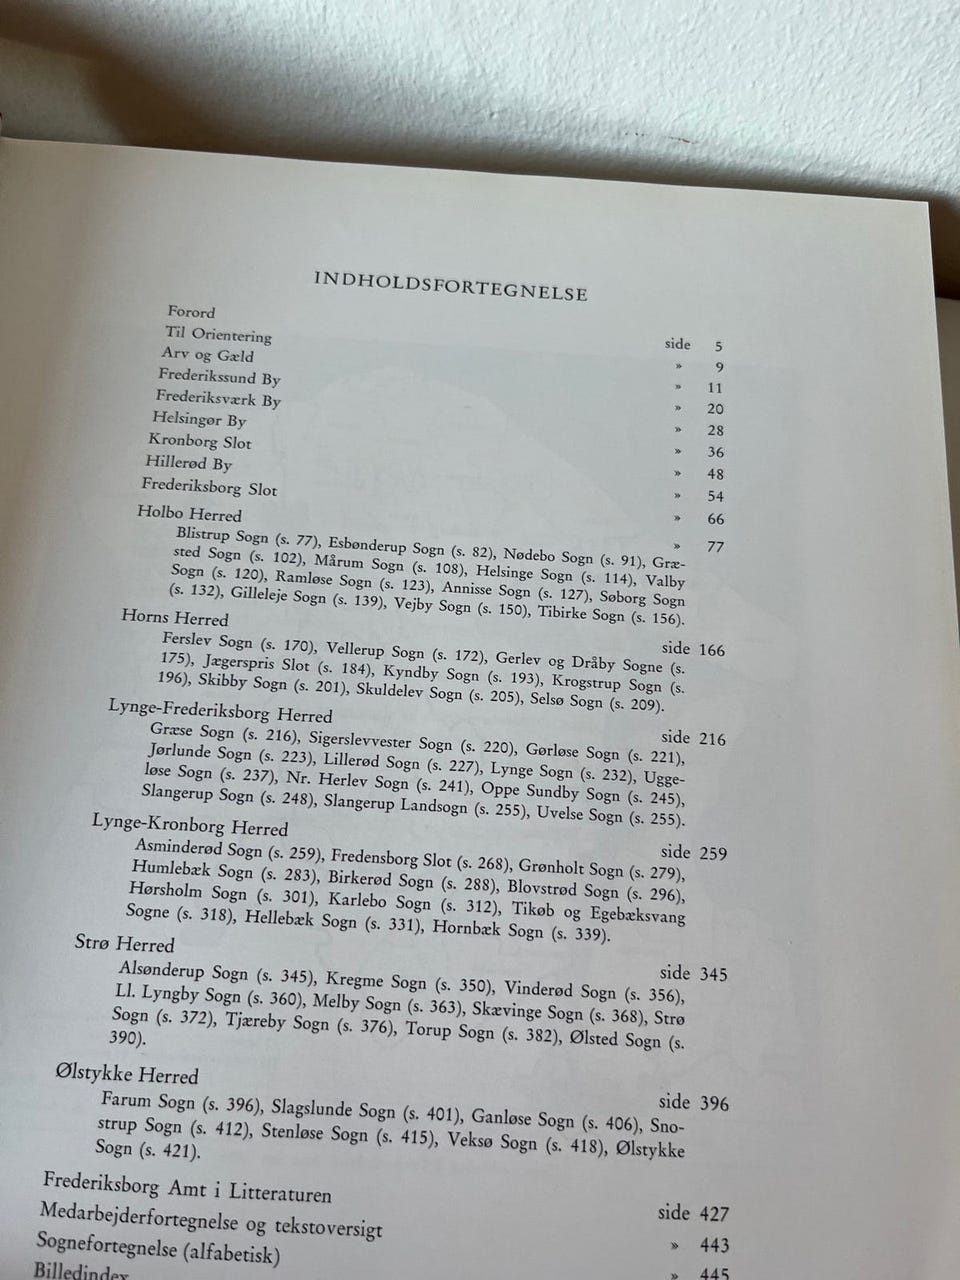 INDHOLDSFORTEGNELSE
Forord side 5
Til Orientering » 9
Arv og Gæld » 11
Frederikssund By » 20
Frederiksværk By » 28
Helsingør By » 36
Kronborg Slot » 48
Hillerød By » 54
Frederiksborg Slot » 66
Holbo Herred » 77
Blistrup Sogn (s. 77), Esbønderup Sogn (s. 82), Nødebo Sogn (s. 91), Græ-
sted Sogn (s. 102), Mårum Sogn (s. 108), Helsinge Sogn (s. 114), Valby
Sogn (s. 120), Ramløse Sogn (s. 123), Annisse Sogn (s. 127), Søborg Sogn
(s. 132), Gilleleje Sogn (s. 139), Vejby Sogn (s. 150), Tibirke Sogn (s. 156).
Horns Herred side 166
Ferslev Sogn (s. 170), Vellerup Sogn (s. 172), Gerlev og Dråby Sogne (s.
175), Jægerspris Slot (s. 184), Kyndby Sogn (s. 193), Krogstrup Sogn (s.
196), Skibby Sogn (s. 201), Skuldelev Sogn (s. 205), Selsø Sogn (s. 209).
Lynge-Frederiksborg Herred side 216
Græse Sogn (s. 216), Sigerslevvester Sogn (s. 220), Gørløse Sogn (s. 221),
Jørlunde Sogn (s. 223), Lillerød Sogn (s. 227), Lynge Sogn (s. 232), Ugge-
løse Sogn (s. 237), Nr. Herlev Sogn (s. 241), Oppe Sundby Sogn (s. 245),
Slangerup Sogn (s. 248), Slangerup Landsogn (s. 255), Uvelse Sogn (s. 255).
Lynge-Kronborg Herred side 259
Asminderød Sogn (s. 259), Fredensborg Slot (s. 268), Grønholt Sogn (s. 279),
Humlebæk Sogn (s. 283), Birkerød Sogn (s. 288), Blovstrød Sogn (s. 296),
Hørsholm Sogn (s. 301), Karlebo Sogn (s. 312), Tikøb og Egebæksvang
Sogne (s. 318), Hellebæk Sogn (s. 331), Hornbæk Sogn (s. 339).
Strø Herred side 345
Alsønderup Sogn (s. 345), Kregme Sogn (s. 350), Vinderød Sogn (s. 356),
Ll. Lyngby Sogn (s. 360), Melby Sogn (s. 363), Skævinge Sogn (s. 368), Strø
Sogn (s. 372), Tjæreby Sogn (s. 376), Torup Sogn (s. 382), Ølsted Sogn (s.
390).
Ølstykke Herred side 396
Farum Sogn (s. 396), Slagslunde Sogn (s. 401), Ganløse Sogn (s. 406), Sno-
strup Sogn (s. 412), Stenløse Sogn (s. 415), Veksø Sogn (s. 418), Ølstykke
Sogn (s. 421).
Frederiksborg Amt i Litteraturen side 427
Medarbejderfortegnelse og tekstoversigt » 443
Sognefortegnelse (alfabetisk) » 445
Billedindex